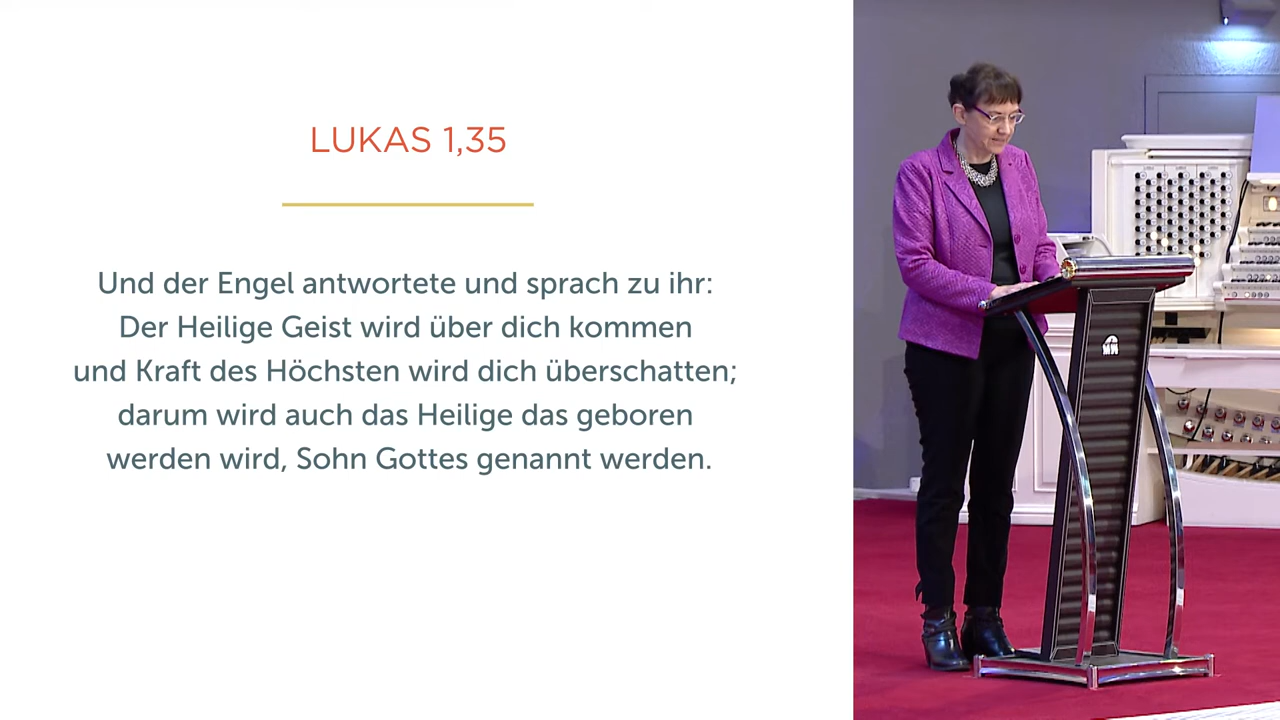 LUKAS 1,35
Und der Engel antwortete und sprach zu ihr:
Der Heilige Geist wird über dich kommen
und Kraft des Höchsten wird dich überschatten;
darum wird auch das Heilige das geboren
werden wird, Sohn Gottes genannt werden.